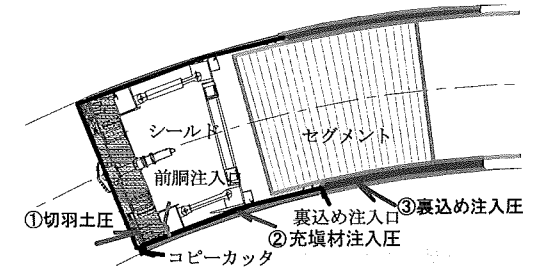 シールド
セグメント
前胴注入口
①切羽土圧
裏込め注入口
③裏込め注入圧
②充塡材注入圧
コピーカッタ